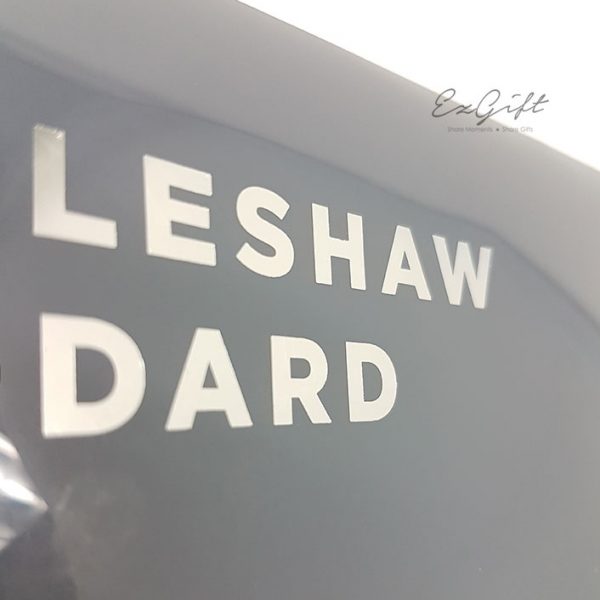 EzGift
Share Moments • Share Gifts
LESHAW
DARD